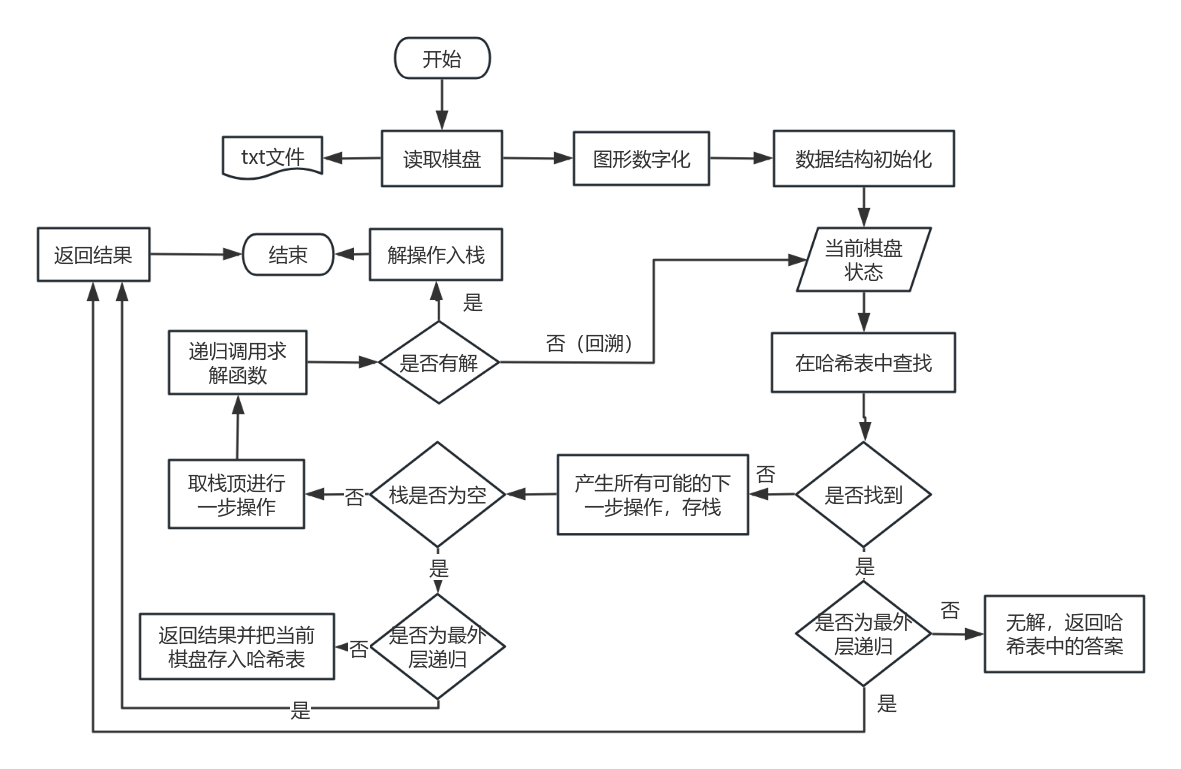 开始
txt文件
读取棋盘
图形数字化
数据结构初始化
返回结果
结束
解操作入栈
当前棋盘
状态
是
否（回溯）
递归调用求
解函数
是否有解
在哈希表中查找
取栈顶进行
一步操作
否
栈是否为空
产生所有可能的下
一步操作，存栈
否
是否找到
是
是
返回结果并把当前
棋盘存入哈希表
否
是否为最外
层递归
是否为最外
层递归
否
无解，返回哈
希表中的答案
是
是